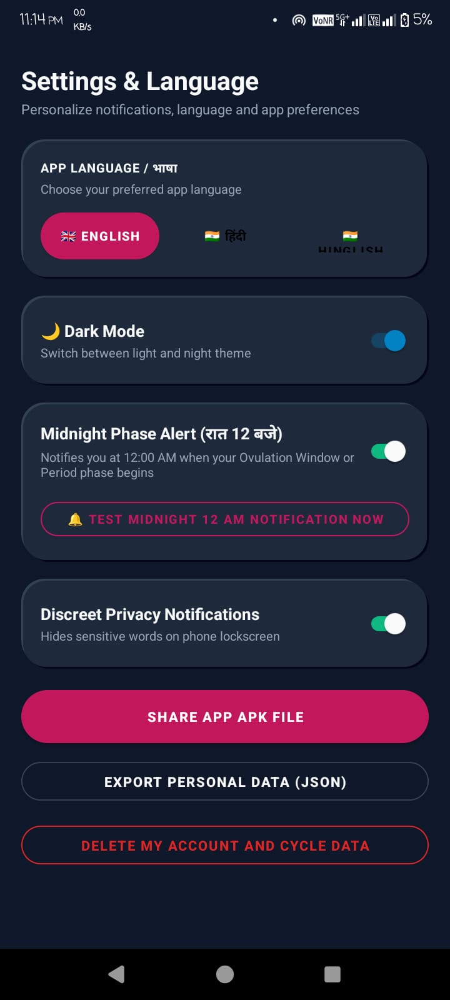 11:14 PM
0.0
KB/s
VoNR
5G+
Vo
LTE
5%
Settings & Language
Personalize notifications, language and app preferences
APP LANGUAGE / भाषा
Choose your preferred app language
🇬🇧 ENGLISH
🇮🇳 हिंदी
🇮🇳
HINGLISH
🌙 Dark Mode
Switch between light and night theme
Midnight Phase Alert (रात 12 बजे)
Notifies you at 12:00 AM when your Ovulation Window or
Period phase begins
🔔 TEST MIDNIGHT 12 AM NOTIFICATION NOW
Discreet Privacy Notifications
Hides sensitive words on phone lockscreen
SHARE APP APK FILE
EXPORT PERSONAL DATA (JSON)
DELETE MY ACCOUNT AND CYCLE DATA